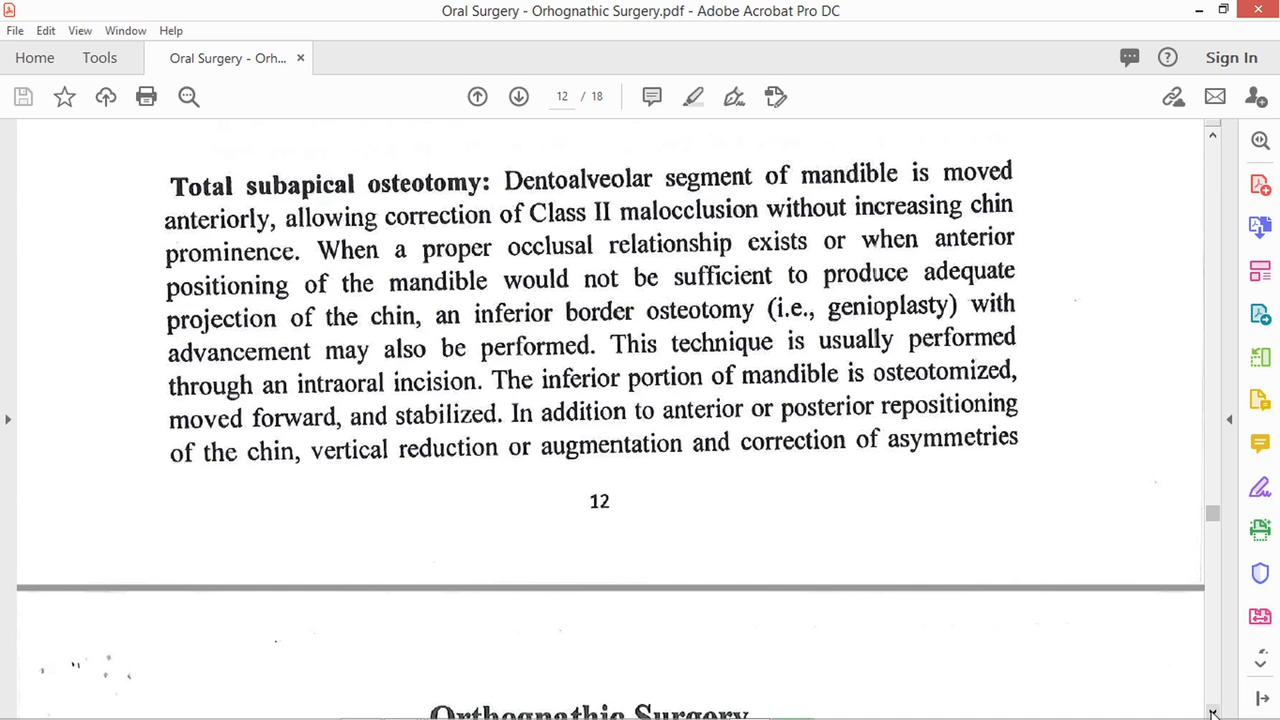 Oral Surgery - Orhognathic Surgery.pdf - Adobe Acrobat Pro DC
File Edit View Window Help
Home Tools Oral Surgery - Orh... × Sign In
12 / 18
Total subapical osteotomy: Dentoalveolar segment of mandible is moved
anteriorly, allowing correction of Class II malocclusion without increasing chin
prominence. When a proper occlusal relationship exists or when anterior
positioning of the mandible would not be sufficient to produce adequate
projection of the chin, an inferior border osteotomy (i.e., genioplasty) with
advancement may also be performed. This technique is usually performed
through an intraoral incision. The inferior portion of mandible is osteotomized,
moved forward, and stabilized. In addition to anterior or posterior repositioning
of the chin, vertical reduction or augmentation and correction of asymmetries
12
Orthognathic Surgery